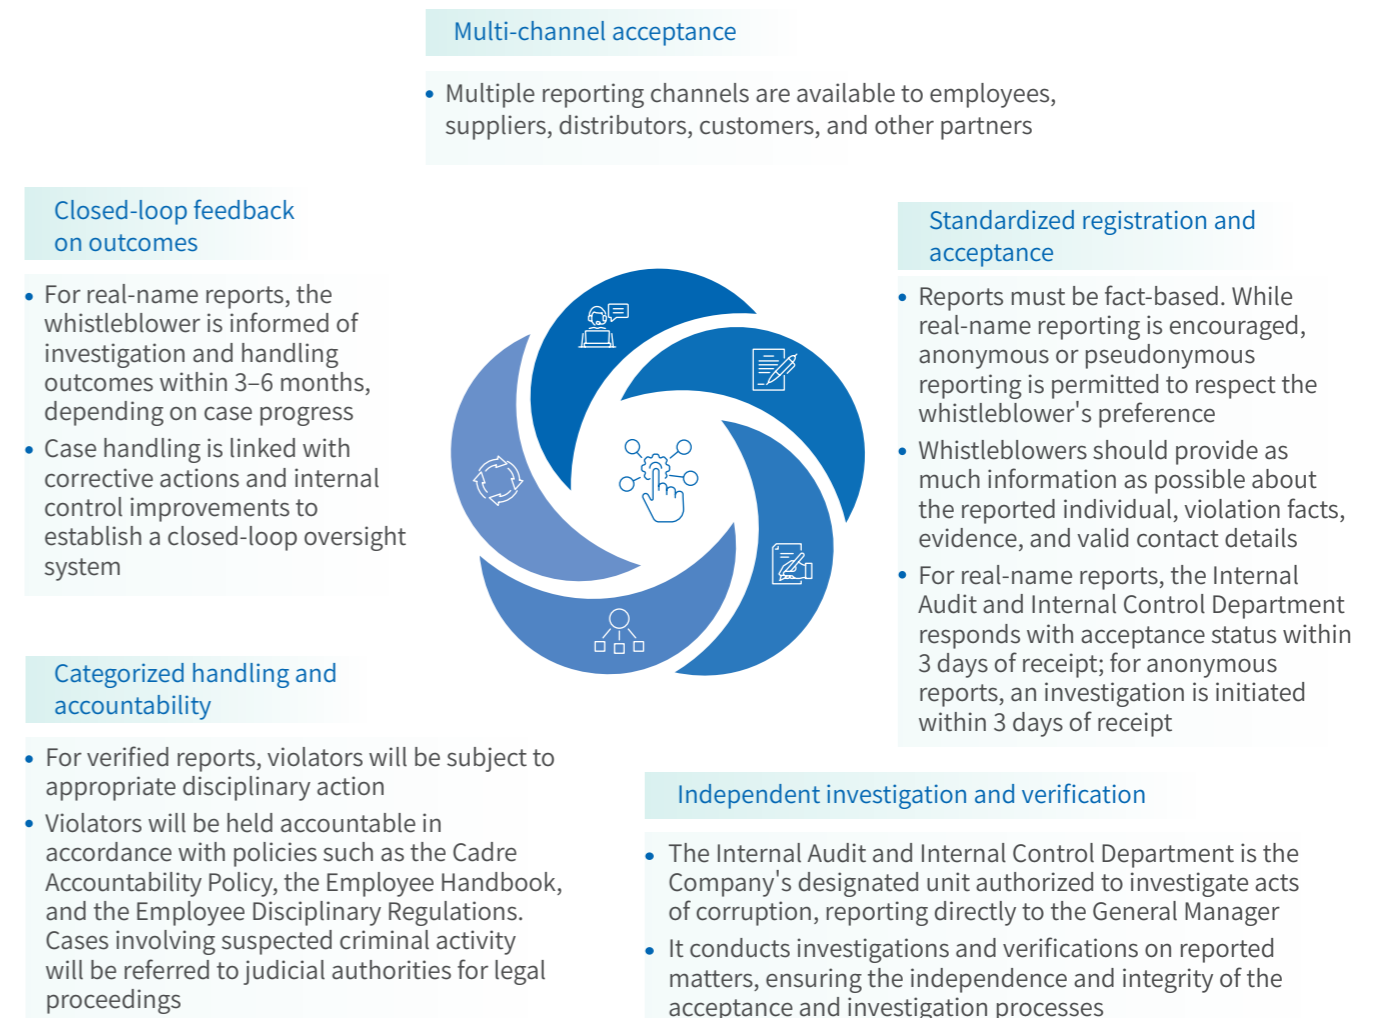 Multi-channel acceptance
• Multiple reporting channels are available to employees,
suppliers, distributors, customers, and other partners
Standardized registration and
acceptance
• Reports must be fact-based. While
real-name reporting is encouraged,
anonymous or pseudonymous
reporting is permitted to respect the
whistleblower's preference
• Whistleblowers should provide as
much information as possible about
the reported individual, violation facts,
evidence, and valid contact details
• For real-name reports, the Internal
Audit and Internal Control Department
responds with acceptance status within
3 days of receipt; for anonymous
reports, an investigation is initiated
within 3 days of receipt
Independent investigation and verification
• The Internal Audit and Internal Control Department is the
Company's designated unit authorized to investigate acts
of corruption, reporting directly to the General Manager
• It conducts investigations and verifications on reported
matters, ensuring the independence and integrity of the
acceptance and investigation processes
Categorized handling and
accountability
• For verified reports, violators will be subject to
appropriate disciplinary action
• Violators will be held accountable in
accordance with policies such as the Cadre
Accountability Policy, the Employee Handbook,
and the Employee Disciplinary Regulations.
Cases involving suspected criminal activity
will be referred to judicial authorities for legal
proceedings
Closed-loop feedback
on outcomes
• For real-name reports, the
whistleblower is informed of
investigation and handling
outcomes within 3–6 months,
depending on case progress
• Case handling is linked with
corrective actions and internal
control improvements to
establish a closed-loop oversight
system